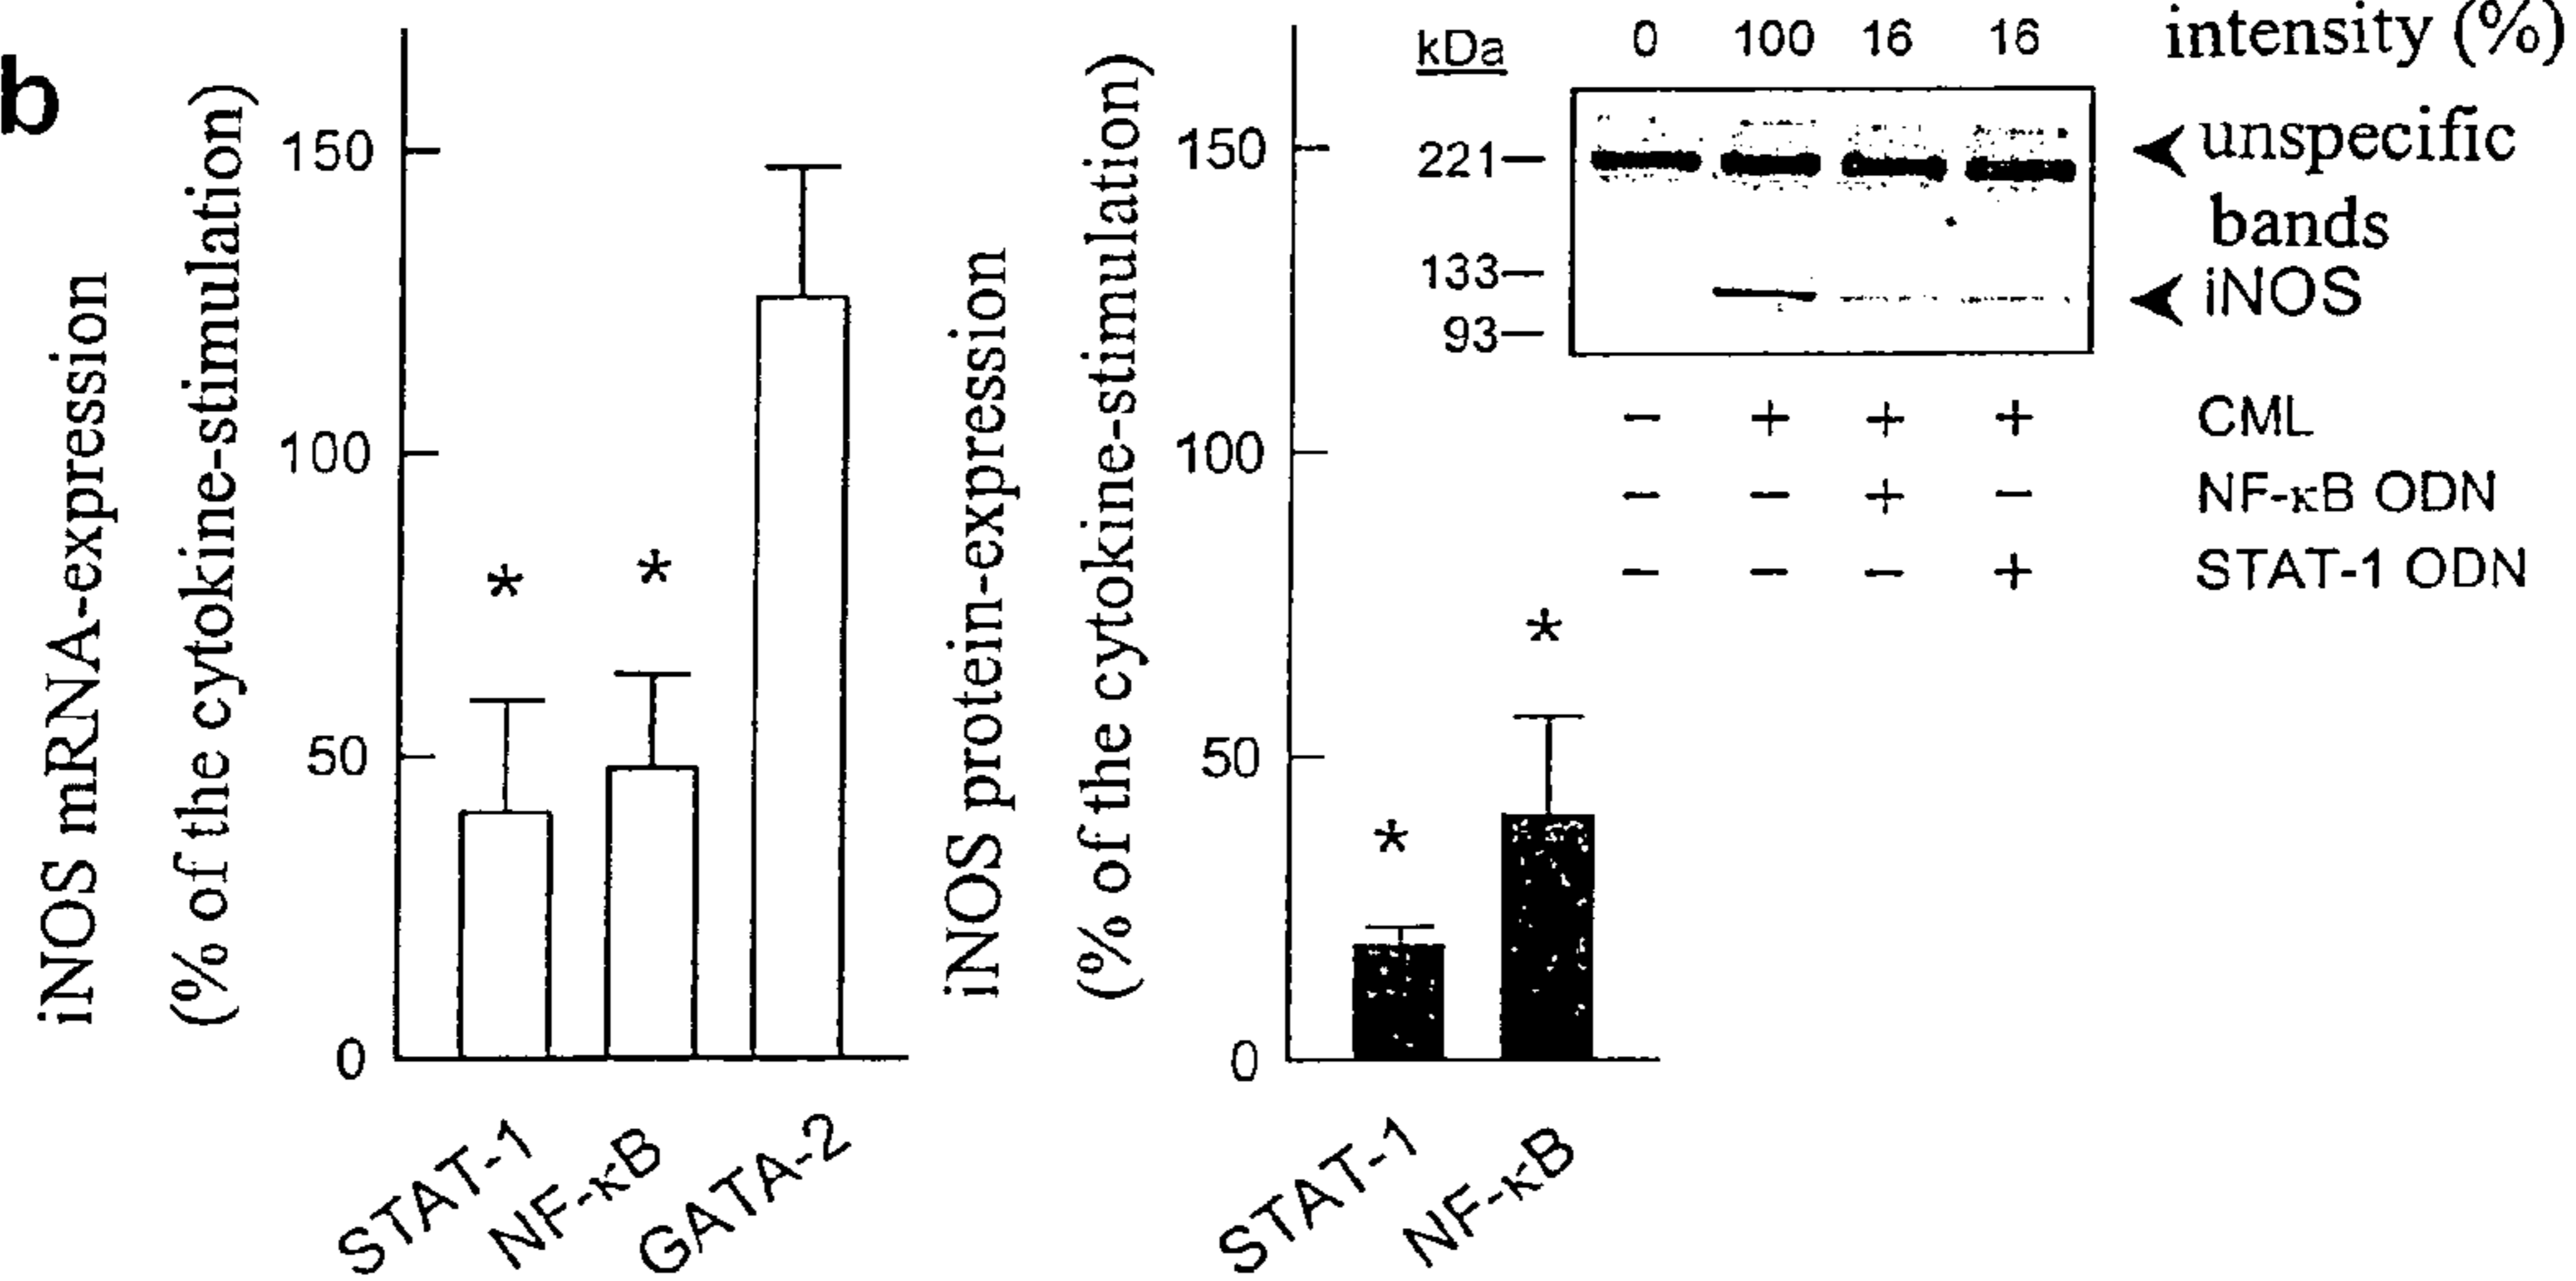 b
iNOS mRNA-expression
(% of the cytokine-stimulation)
150
100
50
0
* *
STAT-1
NF-κB
GATA-2
iNOS protein-expression
(% of the cytokine-stimulation)
150
100
50
0
* *
STAT-1
NF-κB
kDa 0 100 16 16 intensity (%)
221 unspecific
bands
133
iNOS
93
− + + + CML
− − + − NF-κB ODN
− − − + STAT-1 ODN